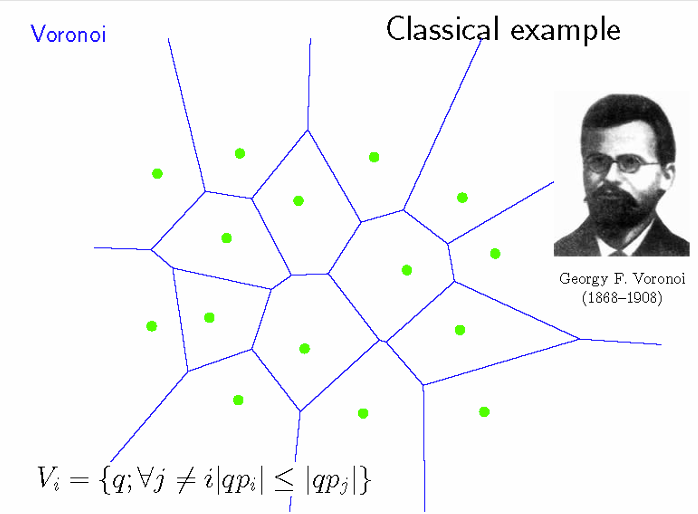 Voronoi
Classical example
Georgy F. Voronoi
(1868–1908)
V_i = {q; ∀j ≠ i|qp_i| ≤ |qp_j|}